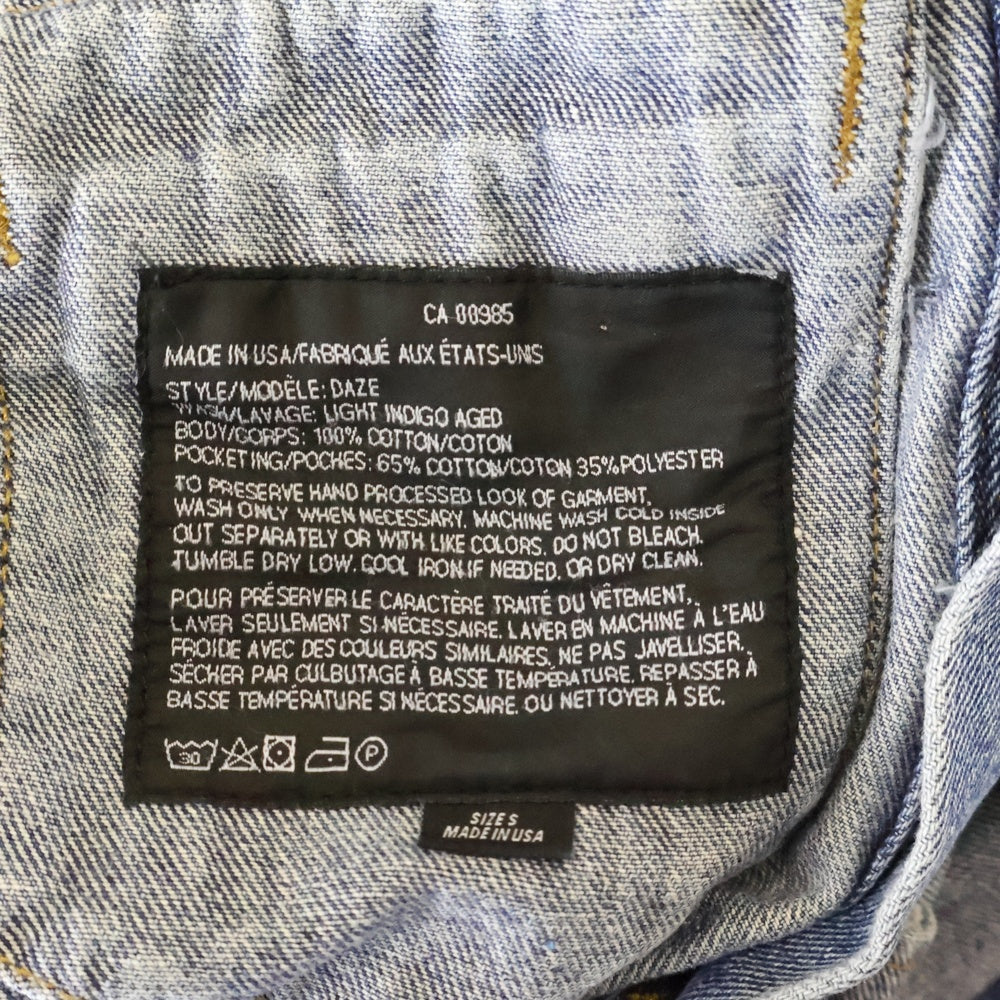 CA 00985
MADE IN USA/FABRIQUÉ AUX ÉTATS-UNIS
STYLE/MODÈLE: DAZE
WASH/LAVAGE: LIGHT INDIGO AGED
BODY/CORPS: 100% COTTON/COTON
POCKETING/POCHES: 65% COTTON/COTON 35% POLYESTER
TO PRESERVE HAND PROCESSED LOOK OF GARMENT,
WASH ONLY WHEN NECESSARY. MACHINE WASH COLD INSIDE
OUT SEPARATELY OR WITH LIKE COLORS. DO NOT BLEACH.
TUMBLE DRY LOW. COOL IRON IF NEEDED. OR DRY CLEAN.
POUR PRÉSERVER LE CARACTÈRE TRAITÉ DU VÊTEMENT,
LAVER SEULEMENT SI NÉCESSAIRE. LAVER EN MACHINE À L'EAU
FROIDE AVEC DES COULEURS SIMILAIRES. NE PAS JAVELLISER.
SÉCHER PAR CULBUTAGE À BASSE TEMPÉRATURE. REPASSER À
BASSE TEMPÉRATURE SI NÉCESSAIRE. OU NETTOYER À SEC.
30 P
SIZE S
MADE IN USA